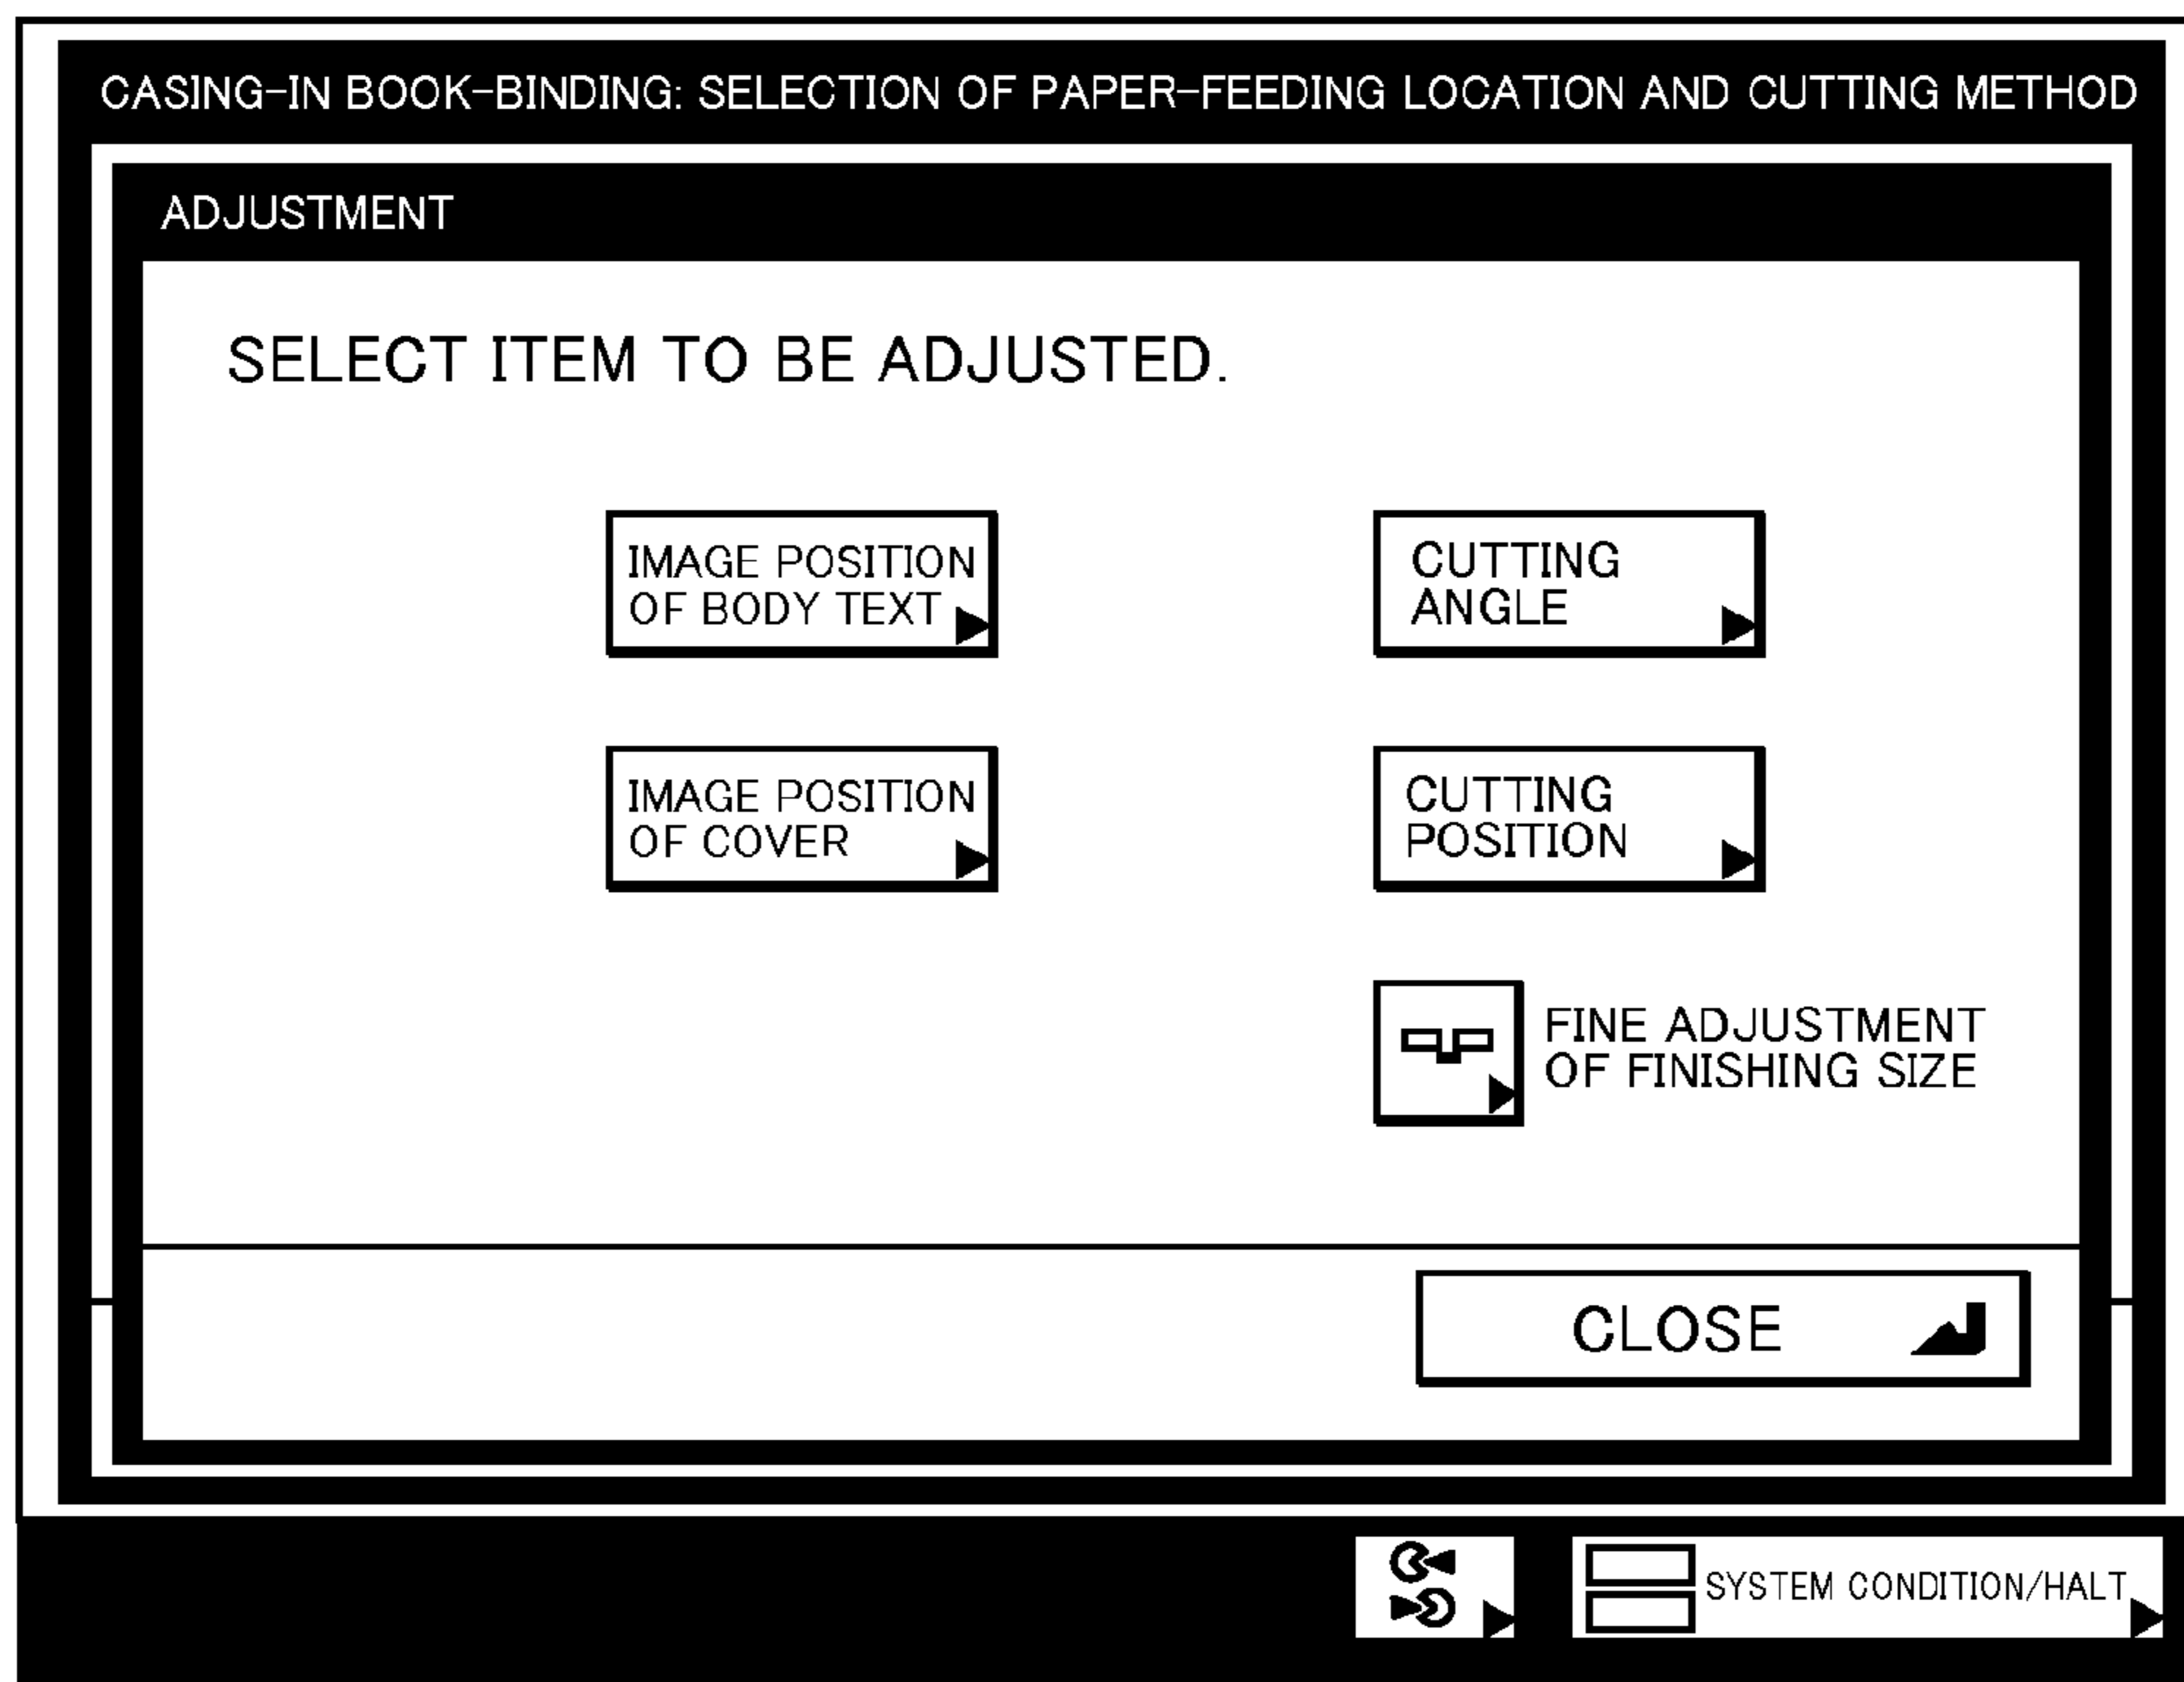 CASING-IN BOOK-BINDING: SELECTION OF PAPER-FEEDING LOCATION AND CUTTING METHOD
ADJUSTMENT
SELECT ITEM TO BE ADJUSTED.
IMAGE POSITION
OF BODY TEXT
CUTTING
ANGLE
IMAGE POSITION
OF COVER
CUTTING
POSITION
FINE ADJUSTMENT
OF FINISHING SIZE
CLOSE
SYSTEM CONDITION/HALT